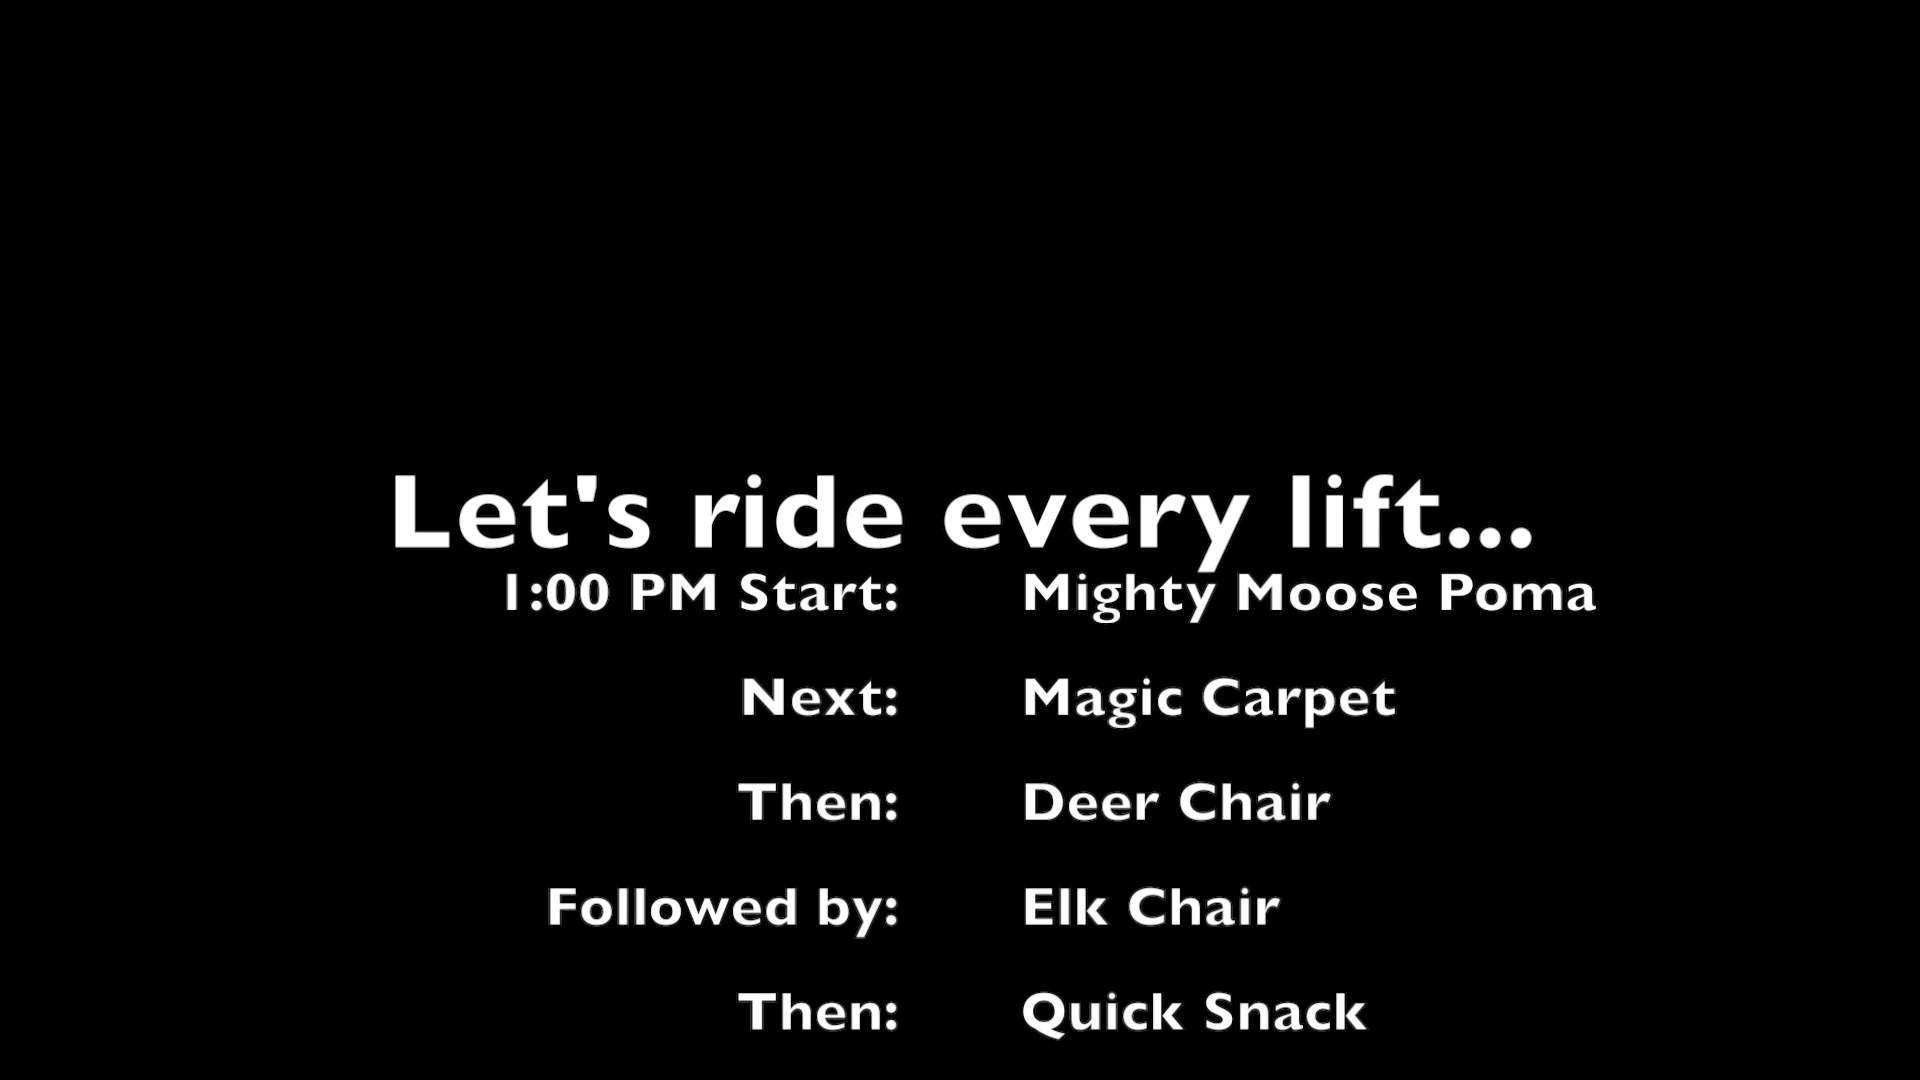 Let's ride every lift...
1:00 PM Start: Mighty Moose Poma
Next: Magic Carpet
Then: Deer Chair
Followed by: Elk Chair
Then: Quick Snack